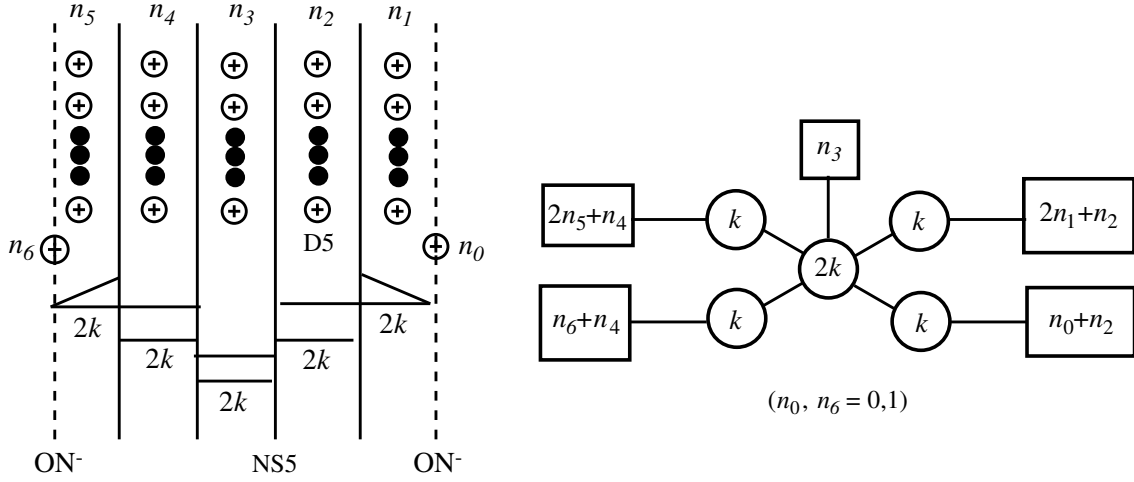 n5 n4 n3 n2 n1
n3
2n5+n4 k k 2n1+n2
D5
n6 n0
2k
n6+n4 k k n0+n2
2k 2k
2k 2k
2k
(n0, n6 = 0,1)
ON- NS5 ON-